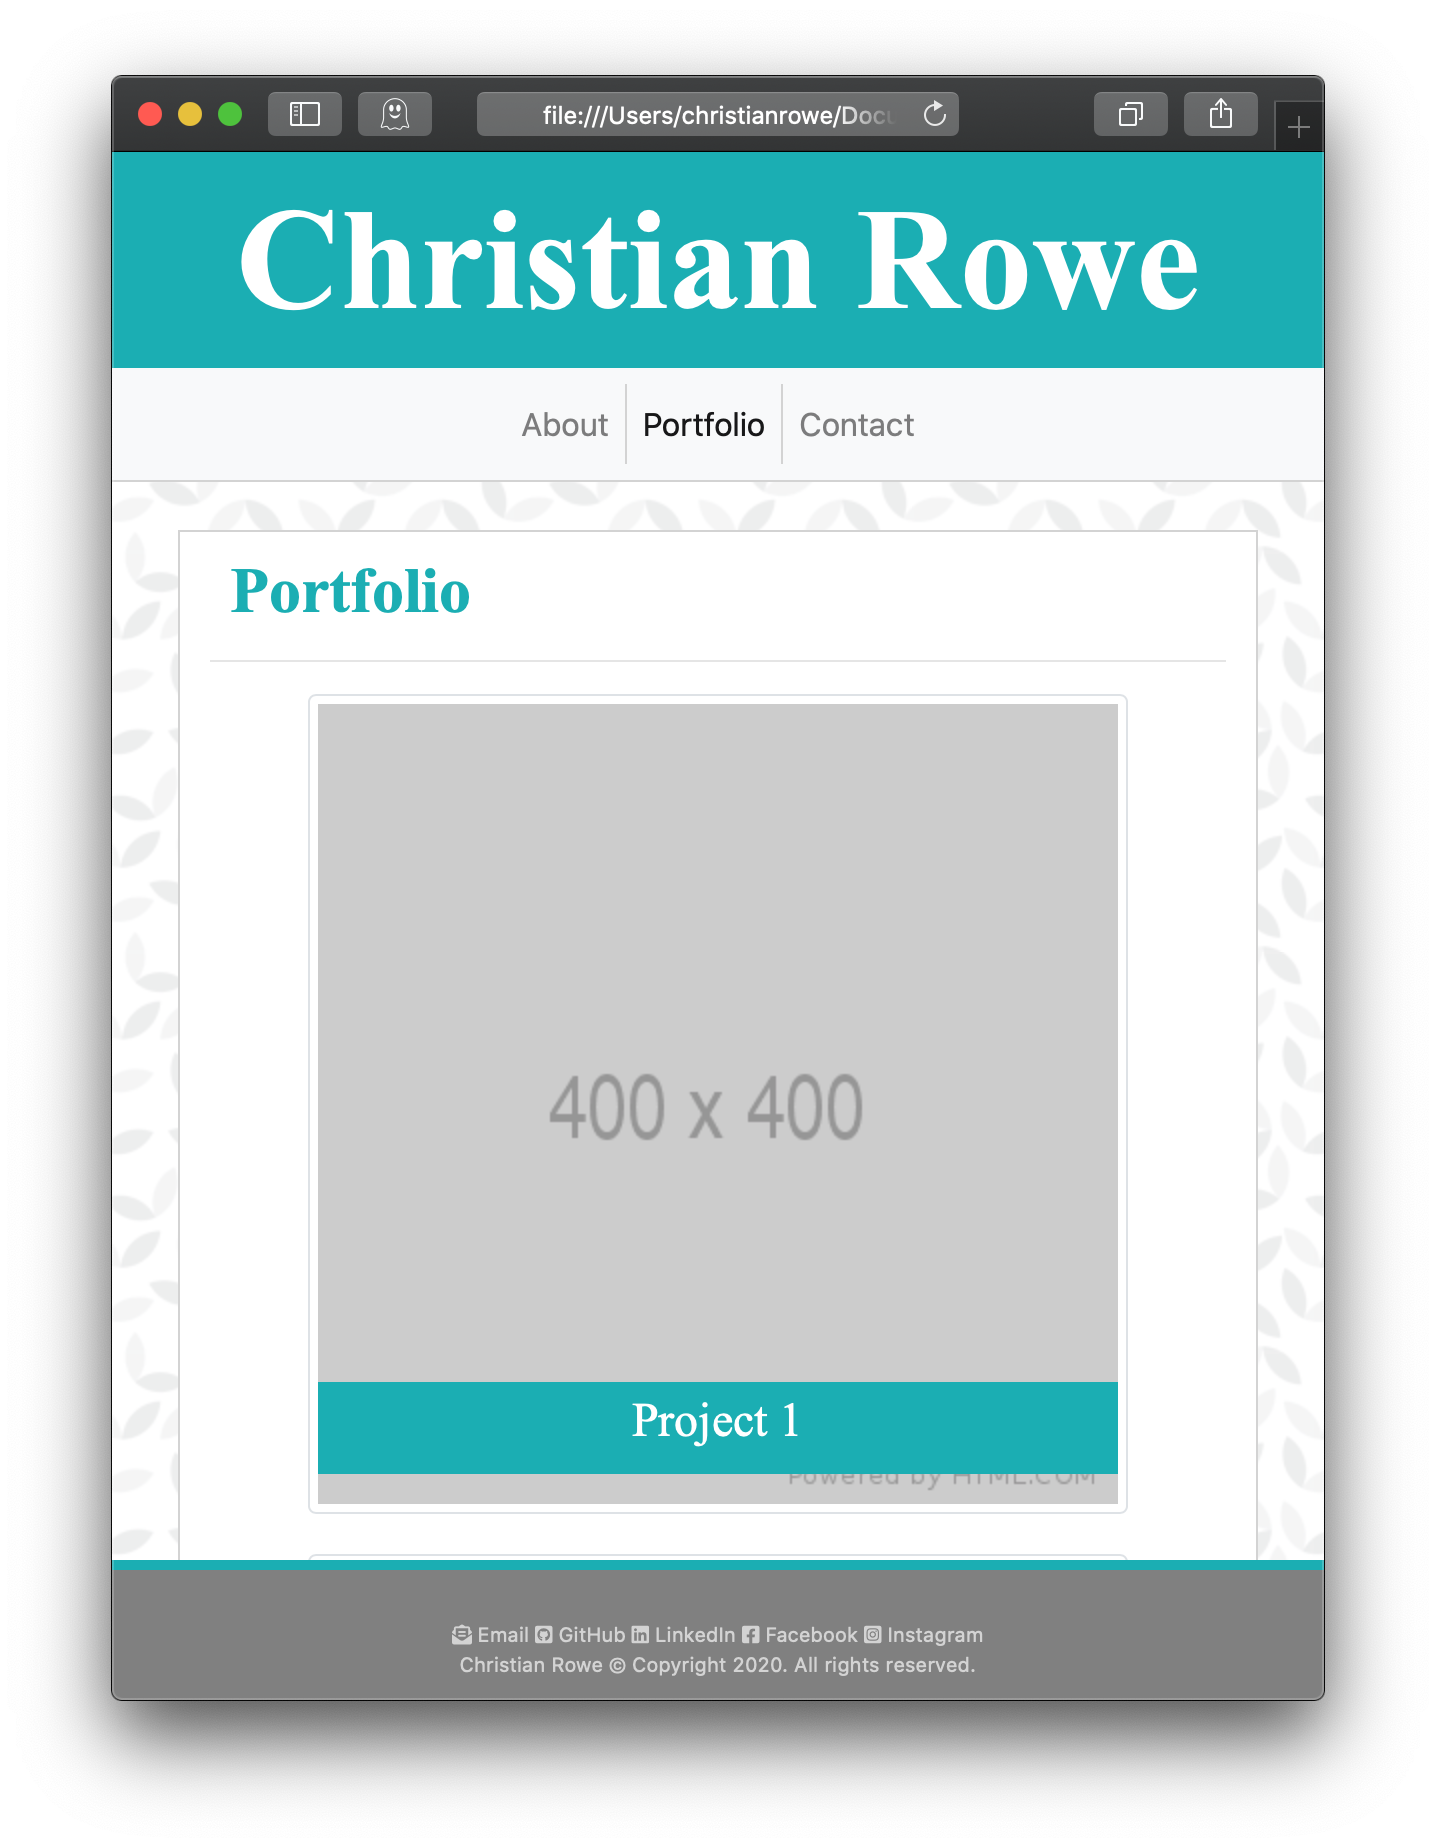 file:///Users/christianrowe/Docu
Christian Rowe
About Portfolio Contact
Portfolio
400 x 400
Project 1
Powered by HTML.COM
Email GitHub LinkedIn Facebook Instagram
Christian Rowe © Copyright 2020. All rights reserved.